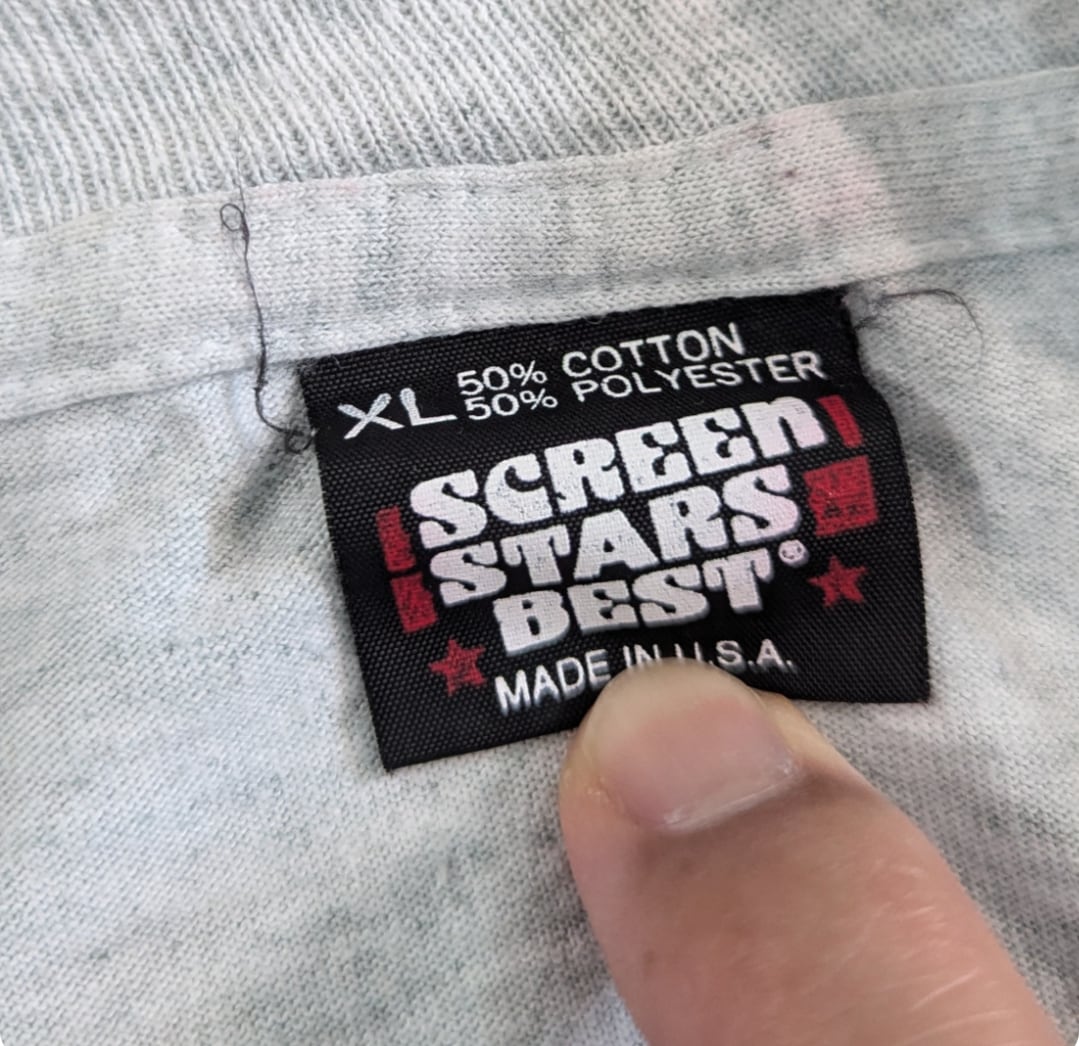 XL
50% COTTON
50% POLYESTER
SCREEN
STARS
BEST®
MADE IN U.S.A.